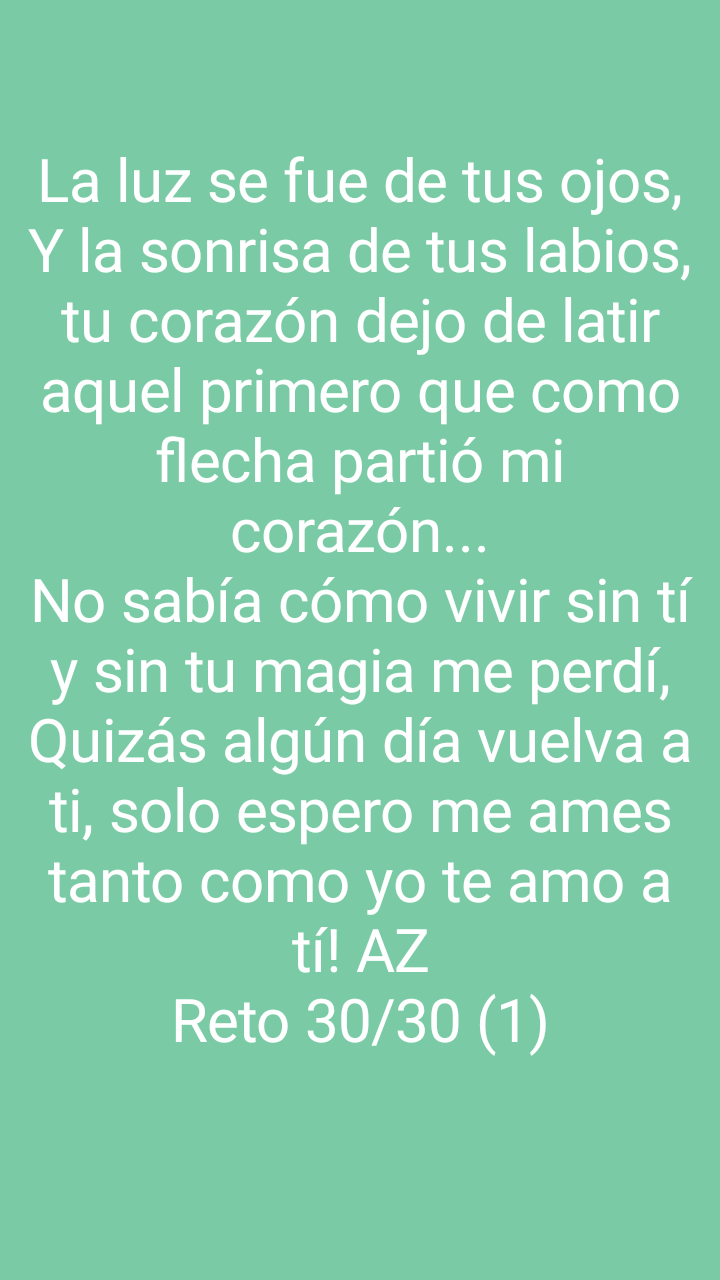 La luz se fue de tus ojos,
Y la sonrisa de tus labios,
tu corazón dejo de latir
aquel primero que como
flecha partió mi
corazón...
No sabía cómo vivir sin tí
y sin tu magia me perdí,
Quizás algún día vuelva a
ti, solo espero me ames
tanto como yo te amo a
tí! AZ
Reto 30/30 (1)